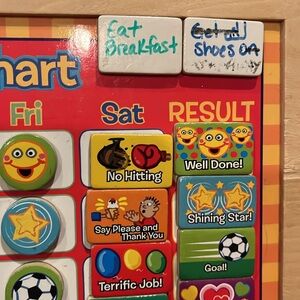 Eat
Breakfast
Shoes on
hart
Fri
Sat
RESULT
No Hitting
Well Done!
Say Please and
Thank You
Shining Star!
Terrific Job!
Goal!